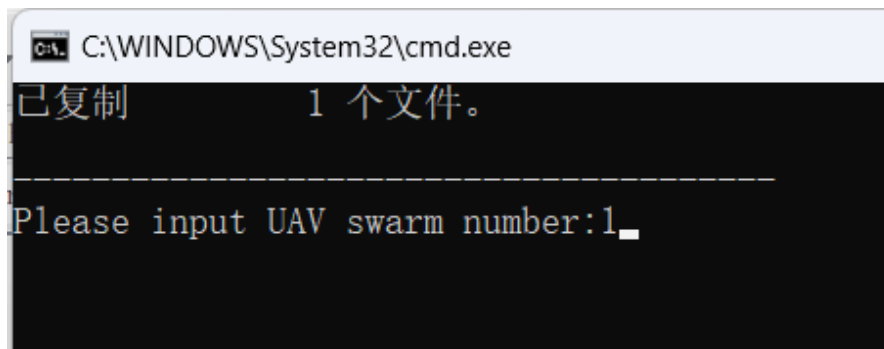 C:\WINDOWS\System32\cmd.exe
已复制         1 个文件。
---------------------------------------
Please input UAV swarm number:1